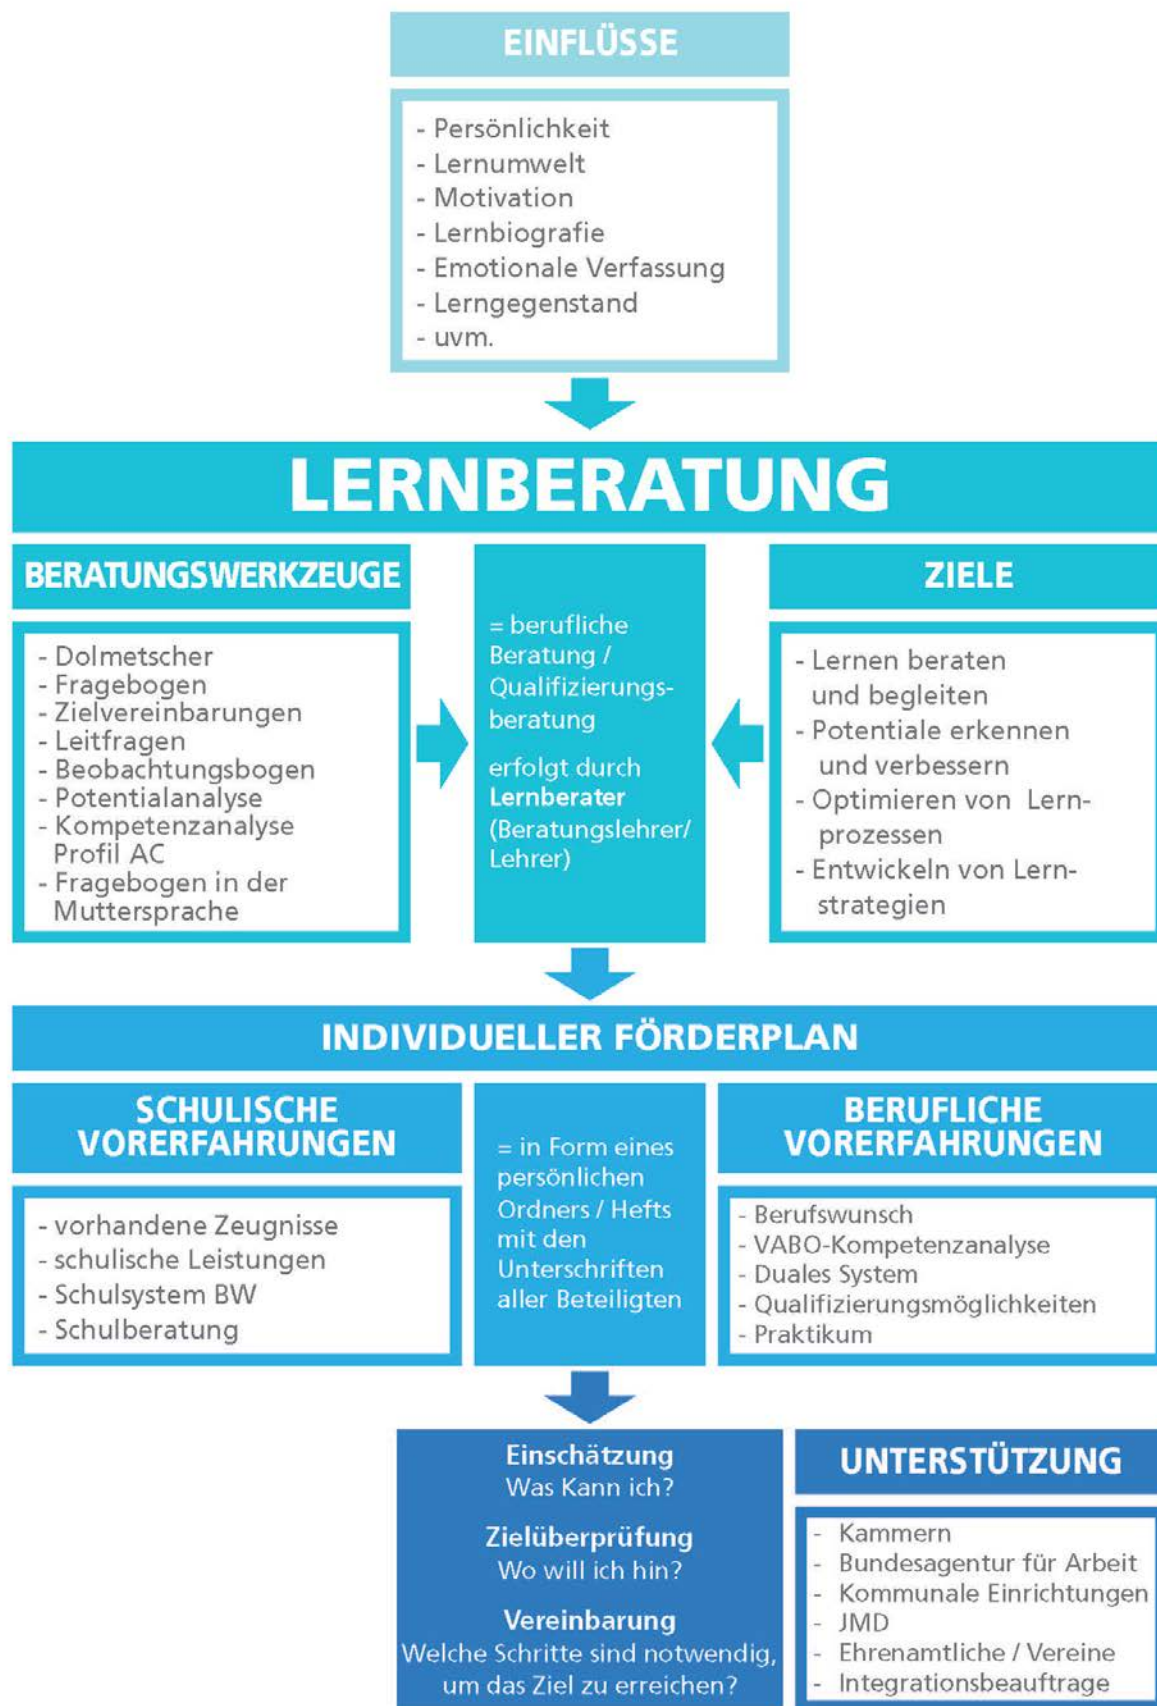 EINFLÜSSE
- Persönlichkeit
- Lernumwelt
- Motivation
- Lernbiografie
- Emotionale Verfassung
- Lerngegenstand
- uvm.
LERNBERATUNG
BERATUNGSWERKZEUGE
- Dolmetscher
- Fragebogen
- Zielvereinbarungen
- Leitfragen
- Beobachtungsbogen
- Potentialanalyse
- Kompetenzanalyse
Profil AC
- Fragebogen in der
Muttersprache
= berufliche
Beratung /
Qualifizierungs-
beratung
erfolgt durch
Lernberater
(Beratungslehrer/
Lehrer)
ZIELE
- Lernen beraten
und begleiten
- Potentiale erkennen
und verbessern
- Optimieren von Lern-
prozessen
- Entwickeln von Lern-
strategien
INDIVIDUELLER FÖRDERPLAN
SCHULISCHE
VORERFAHRUNGEN
- vorhandene Zeugnisse
- schulische Leistungen
- Schulsystem BW
- Schulberatung
= in Form eines
persönlichen
Ordners / Hefts
mit den
Unterschriften
aller Beteiligten
BERUFLICHE
VORERFAHRUNGEN
- Berufswunsch
- VABO-Kompetenzanalyse
- Duales System
- Qualifizierungsmöglichkeiten
- Praktikum
Einschätzung
Was Kann ich?
Zielüberprüfung
Wo will ich hin?
Vereinbarung
Welche Schritte sind notwendig,
um das Ziel zu erreichen?
UNTERSTÜTZUNG
- Kammern
- Bundesagentur für Arbeit
- Kommunale Einrichtungen
- JMD
- Ehrenamtliche / Vereine
- Integrationsbeauftrage